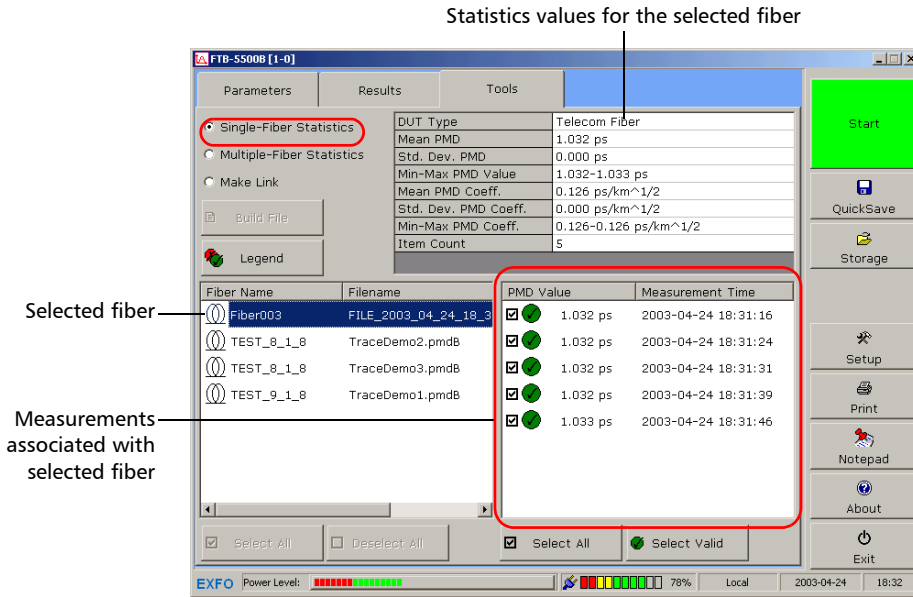 Statistics values for the selected fiber
FTB-5500B [1-0]
Parameters
Results
Tools
Single-Fiber Statistics
Multiple-Fiber Statistics
Make Link
Build File
Legend
DUT Type Telecom Fiber
Mean PMD 1.032 ps
Std. Dev. PMD 0.000 ps
Min-Max PMD Value 1.032-1.033 ps
Mean PMD Coeff. 0.126 ps/km^1/2
Std. Dev. PMD Coeff. 0.000 ps/km^1/2
Min-Max PMD Coeff. 0.126-0.126 ps/km^1/2
Item Count 5
Start
QuickSave
Storage
Setup
Print
Notepad
About
Exit
Selected fiber
Measurements
associated with
selected fiber
Fiber Name Filename
Fiber003 FILE_2003_04_24_18_3
TEST_8_1_8 TraceDemo2.pmdB
TEST_8_1_8 TraceDemo3.pmdB
TEST_9_1_8 TraceDemo1.pmdB
PMD Value Measurement Time
1.032 ps 2003-04-24 18:31:16
1.032 ps 2003-04-24 18:31:24
1.032 ps 2003-04-24 18:31:31
1.033 ps 2003-04-24 18:31:39
1.033 ps 2003-04-24 18:31:46
Select All
Deselect All
Select All
Select Valid
EXFO Power Level: 78% Local 2003-04-24 18:32